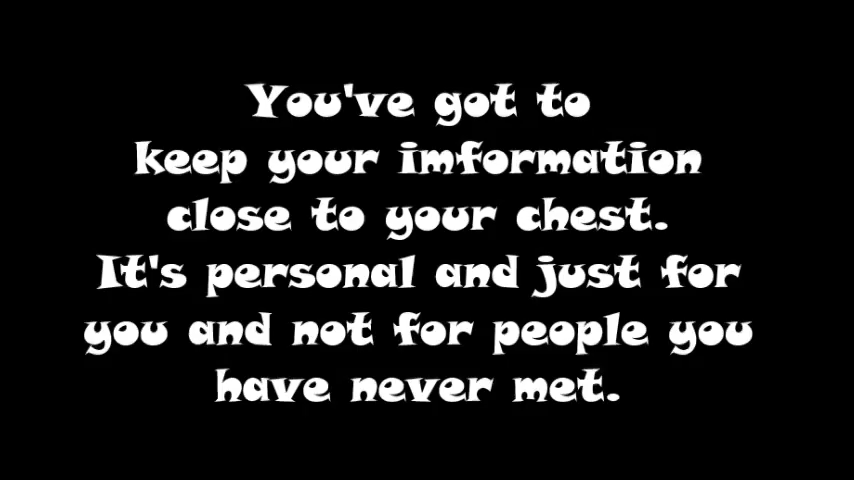 You've got to
keep your imformation
close to your chest.
It's personal and just for
you and not for people you
have never met.